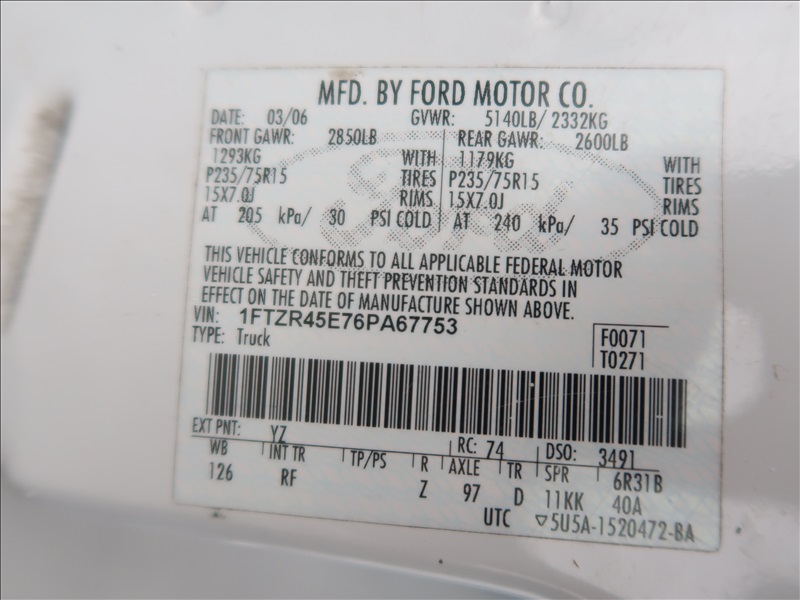 MFD. BY FORD MOTOR CO.
DATE: 03/06 GVWR: 5140LB/ 2332KG
FRONT GAWR: 2850LB REAR GAWR: 2600LB
1293KG WITH 1179KG WITH
P235/75R15 TIRES P235/75R15 TIRES
15X7.0J RIMS 15X7.0J RIMS
AT 205 kPa/ 30 PSI COLD AT 240 kPa/ 35 PSI COLD
Ford
THIS VEHICLE CONFORMS TO ALL APPLICABLE FEDERAL MOTOR
VEHICLE SAFETY AND THEFT PREVENTION STANDARDS IN
EFFECT ON THE DATE OF MANUFACTURE SHOWN ABOVE.
VIN: 1FTZR45E76PA67753
TYPE: Truck
F0071
T0271
EXT PNT: YZ RC: 74 DSO: 3491
WB INT TR TP/PS R AXLE TR SPR 6R31B
126 RF Z 97 D 11KK 40A
UTC ▽5U5A-1520472-BA